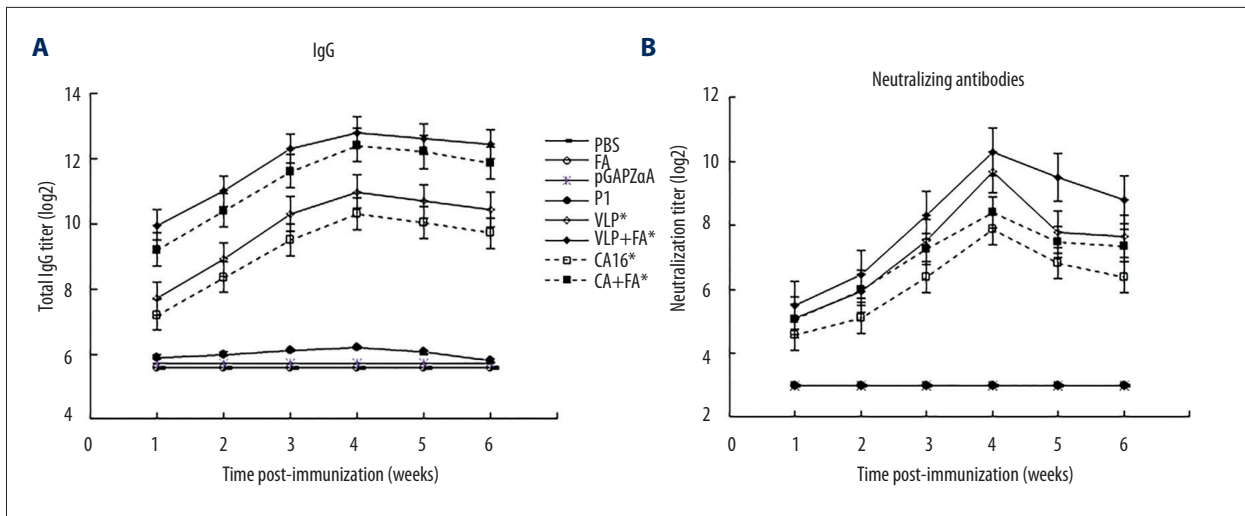 A
IgG
Total IgG titer (log2)
14
12
10
8
6
4
0
1
2
3
4
5
6
Time post-immunization (weeks)
PBS
FA
pGAPZαA
P1
VLP*
VLP+FA*
CA16*
CA+FA*
B
Neutralizing antibodies
Neutralization titer (log2)
12
10
8
6
4
2
0
1
2
3
4
5
6
Time post-immunization (weeks)